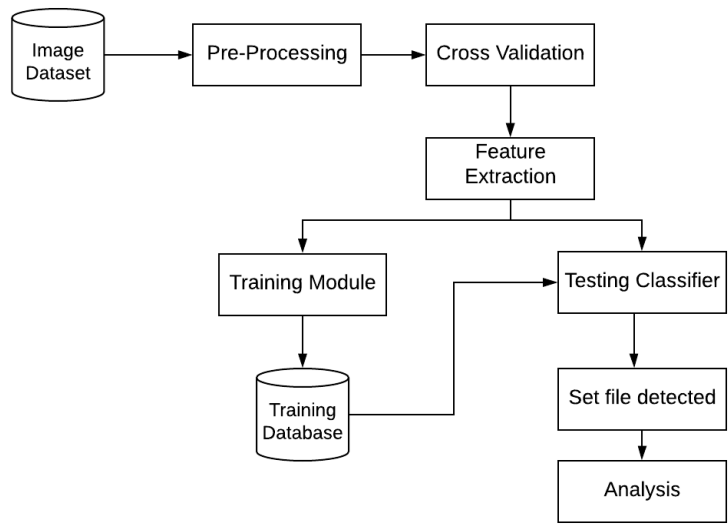 Image
Dataset
Pre-Processing
Cross Validation
Feature
Extraction
Training Module
Testing Classifier
Training
Database
Set file detected
Analysis